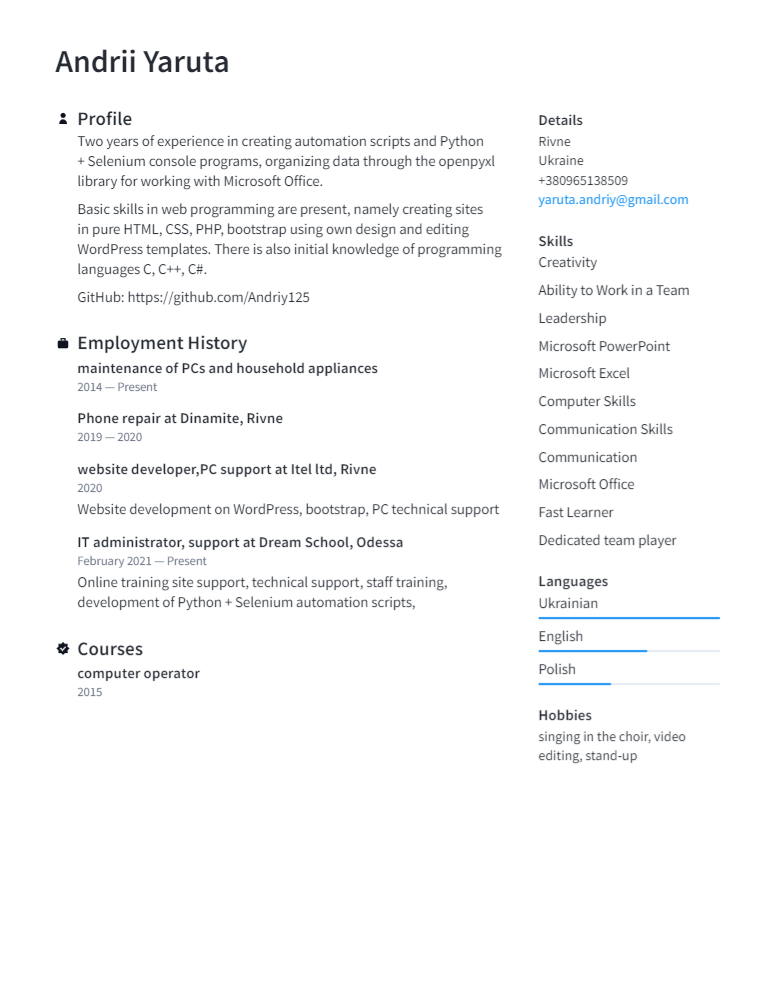 Andrii Yaruta
Profile
Two years of experience in creating automation scripts and Python
+ Selenium console programs, organizing data through the openpyxl
library for working with Microsoft Office.
Basic skills in web programming are present, namely creating sites
in pure HTML, CSS, PHP, bootstrap using own design and editing
WordPress templates. There is also initial knowledge of programming
languages C, C++, C#.
GitHub: https://github.com/Andriy125
Employment History
maintenance of PCs and household appliances
2014 — Present
Phone repair at Dinamite, Rivne
2019 — 2020
website developer,PC support at Itel ltd, Rivne
2020
Website development on WordPress, bootstrap, PC technical support
IT administrator, support at Dream School, Odessa
February 2021 — Present
Online training site support, technical support, staff training,
development of Python + Selenium automation scripts,
Courses
computer operator
2015
Details
Rivne
Ukraine
+380965138509
yaruta.andriy@gmail.com
Skills
Creativity
Ability to Work in a Team
Leadership
Microsoft PowerPoint
Microsoft Excel
Computer Skills
Communication Skills
Communication
Microsoft Office
Fast Learner
Dedicated team player
Languages
Ukrainian
English
Polish
Hobbies
singing in the choir, video
editing, stand-up